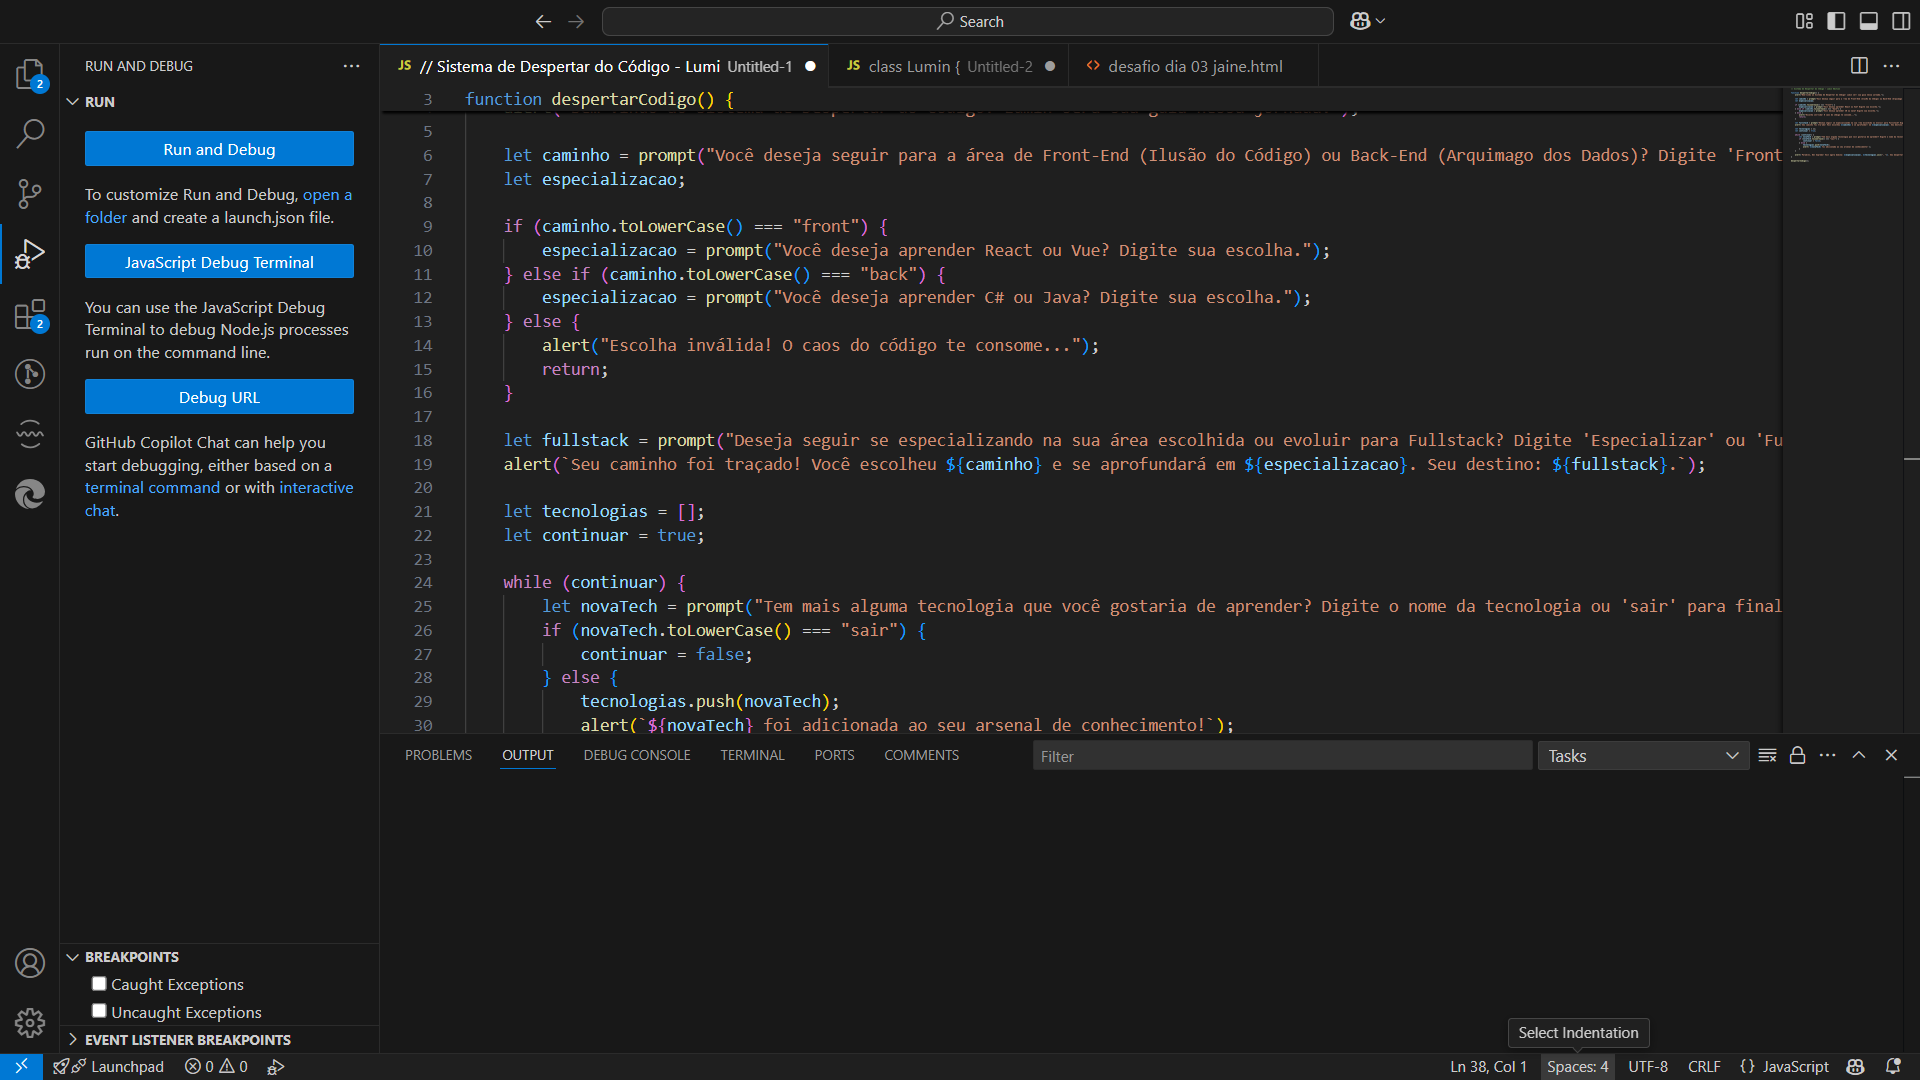 Search
RUN AND DEBUG
RUN
Run and Debug
To customize Run and Debug, open a
folder and create a launch.json file.
JavaScript Debug Terminal
You can use the JavaScript Debug
Terminal to debug Node.js processes
run on the command line.
Debug URL
GitHub Copilot Chat can help you
start debugging, either based on a
terminal command or with interactive
chat.
BREAKPOINTS
Caught Exceptions
Uncaught Exceptions
EVENT LISTENER BREAKPOINTS
2
2
JS // Sistema de Despertar do Código - Lumi Untitled-1
JS class Lumin { Untitled-2
<> desafio dia 03 jaine.html
3 function despertarCodigo() {
5
6 let caminho = prompt("Você deseja seguir para a área de Front-End (Ilusão do Código) ou Back-End (Arquimago dos Dados)? Digite 'Front
7 let especializacao;
8
9 if (caminho.toLowerCase() === "front") {
10 especializacao = prompt("Você deseja aprender React ou Vue? Digite sua escolha.");
11 } else if (caminho.toLowerCase() === "back") {
12 especializacao = prompt("Você deseja aprender C# ou Java? Digite sua escolha.");
13 } else {
14 alert("Escolha inválida! O caos do código te consome...");
15 return;
16 }
17
18 let fullstack = prompt("Deseja seguir se especializando na sua área escolhida ou evoluir para Fullstack? Digite 'Especializar' ou 'Fu
19 alert(`Seu caminho foi traçado! Você escolheu ${caminho} e se aprofundará em ${especializacao}. Seu destino: ${fullstack}.`);
20
21 let tecnologias = [];
22 let continuar = true;
23
24 while (continuar) {
25 let novaTech = prompt("Tem mais alguma tecnologia que você gostaria de aprender? Digite o nome da tecnologia ou 'sair' para final
26 if (novaTech.toLowerCase() === "sair") {
27 continuar = false;
28 } else {
29 tecnologias.push(novaTech);
30 alert(`${novaTech} foi adicionada ao seu arsenal de conhecimento!`);
PROBLEMS OUTPUT DEBUG CONSOLE TERMINAL PORTS COMMENTS
Filter
Tasks
Select Indentation
Launchpad 0 0
Ln 38, Col 1 Spaces: 4 UTF-8 CRLF {} JavaScript